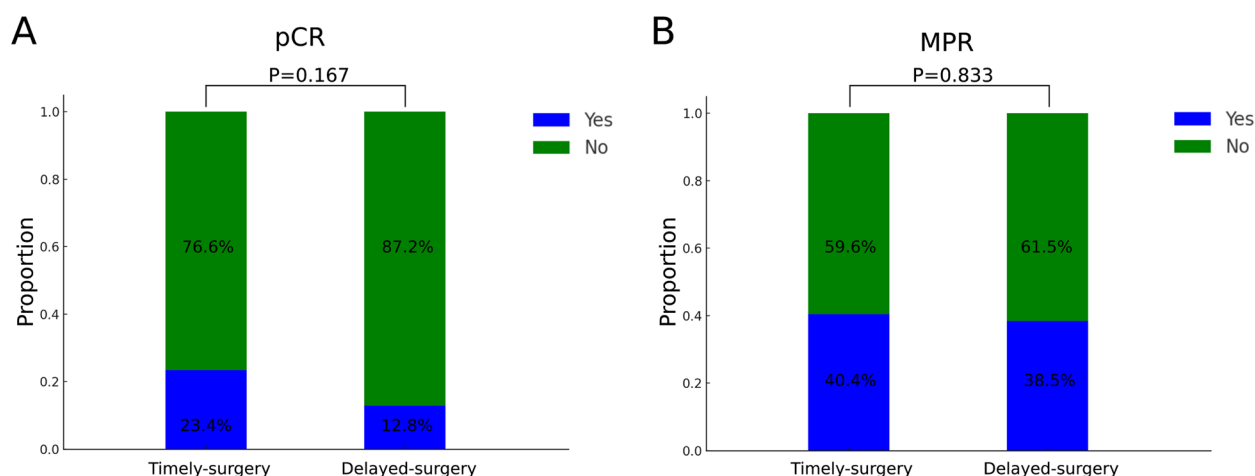 A
pCR
P=0.167
Yes
No
1.0
0.8
0.6
0.4
0.2
0.0
Proportion
76.6%
87.2%
23.4%
12.8%
Timely-surgery
Delayed-surgery
B
MPR
P=0.833
Yes
No
1.0
0.8
0.6
0.4
0.2
0.0
Proportion
59.6%
61.5%
40.4%
38.5%
Timely-surgery
Delayed-surgery